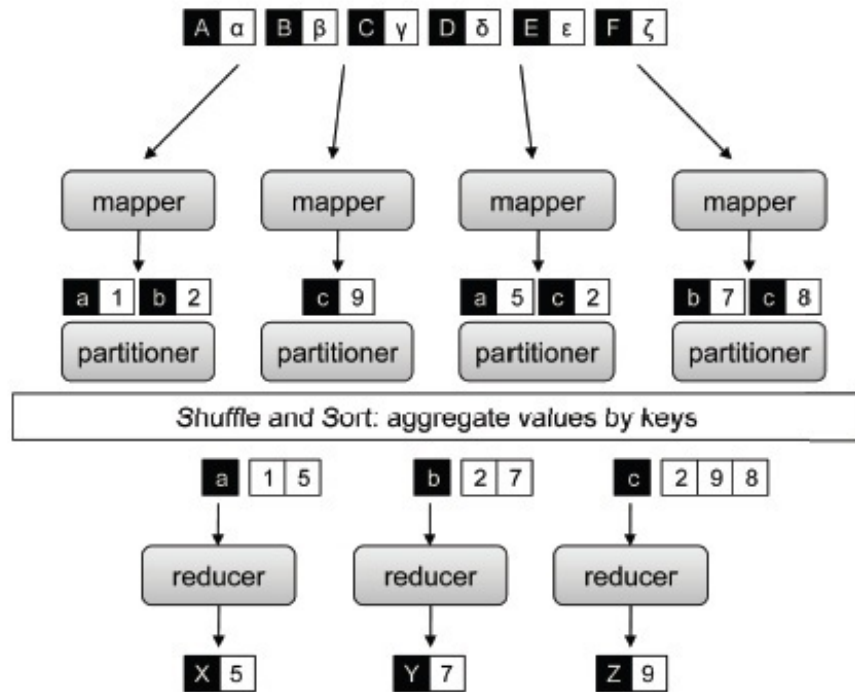 A α B β C γ D δ E ε F ζ
mapper mapper mapper mapper
a 1 b 2 c 9 a 5 c 2 b 7 c 8
partitioner partitioner partitioner partitioner
Shuffle and Sort: aggregate values by keys
a 1 5 b 2 7 c 2 9 8
reducer reducer reducer
X 5 Y 7 Z 9